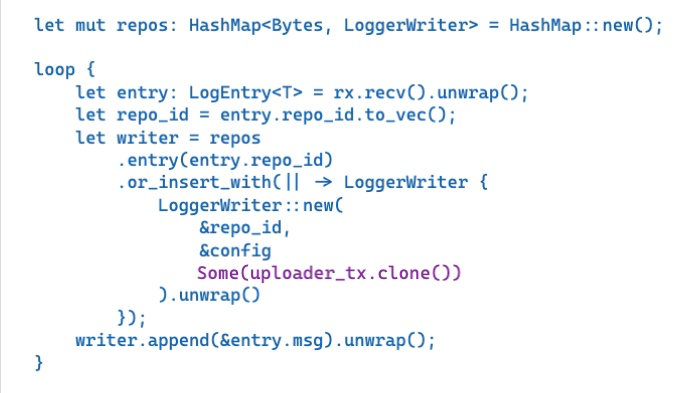 let mut repos: HashMap<Bytes, LoggerWriter> = HashMap::new();

loop {
    let entry: LogEntry<T> = rx.recv().unwrap();
    let repo_id = entry.repo_id.to_vec();
    let writer = repos
        .entry(entry.repo_id)
        .or_insert_with(|| → LoggerWriter {
            LoggerWriter::new(
                &repo_id,
                &config
                Some(uploader_tx.clone())
            ).unwrap()
        });
    writer.append(&entry.msg).unwrap();
}